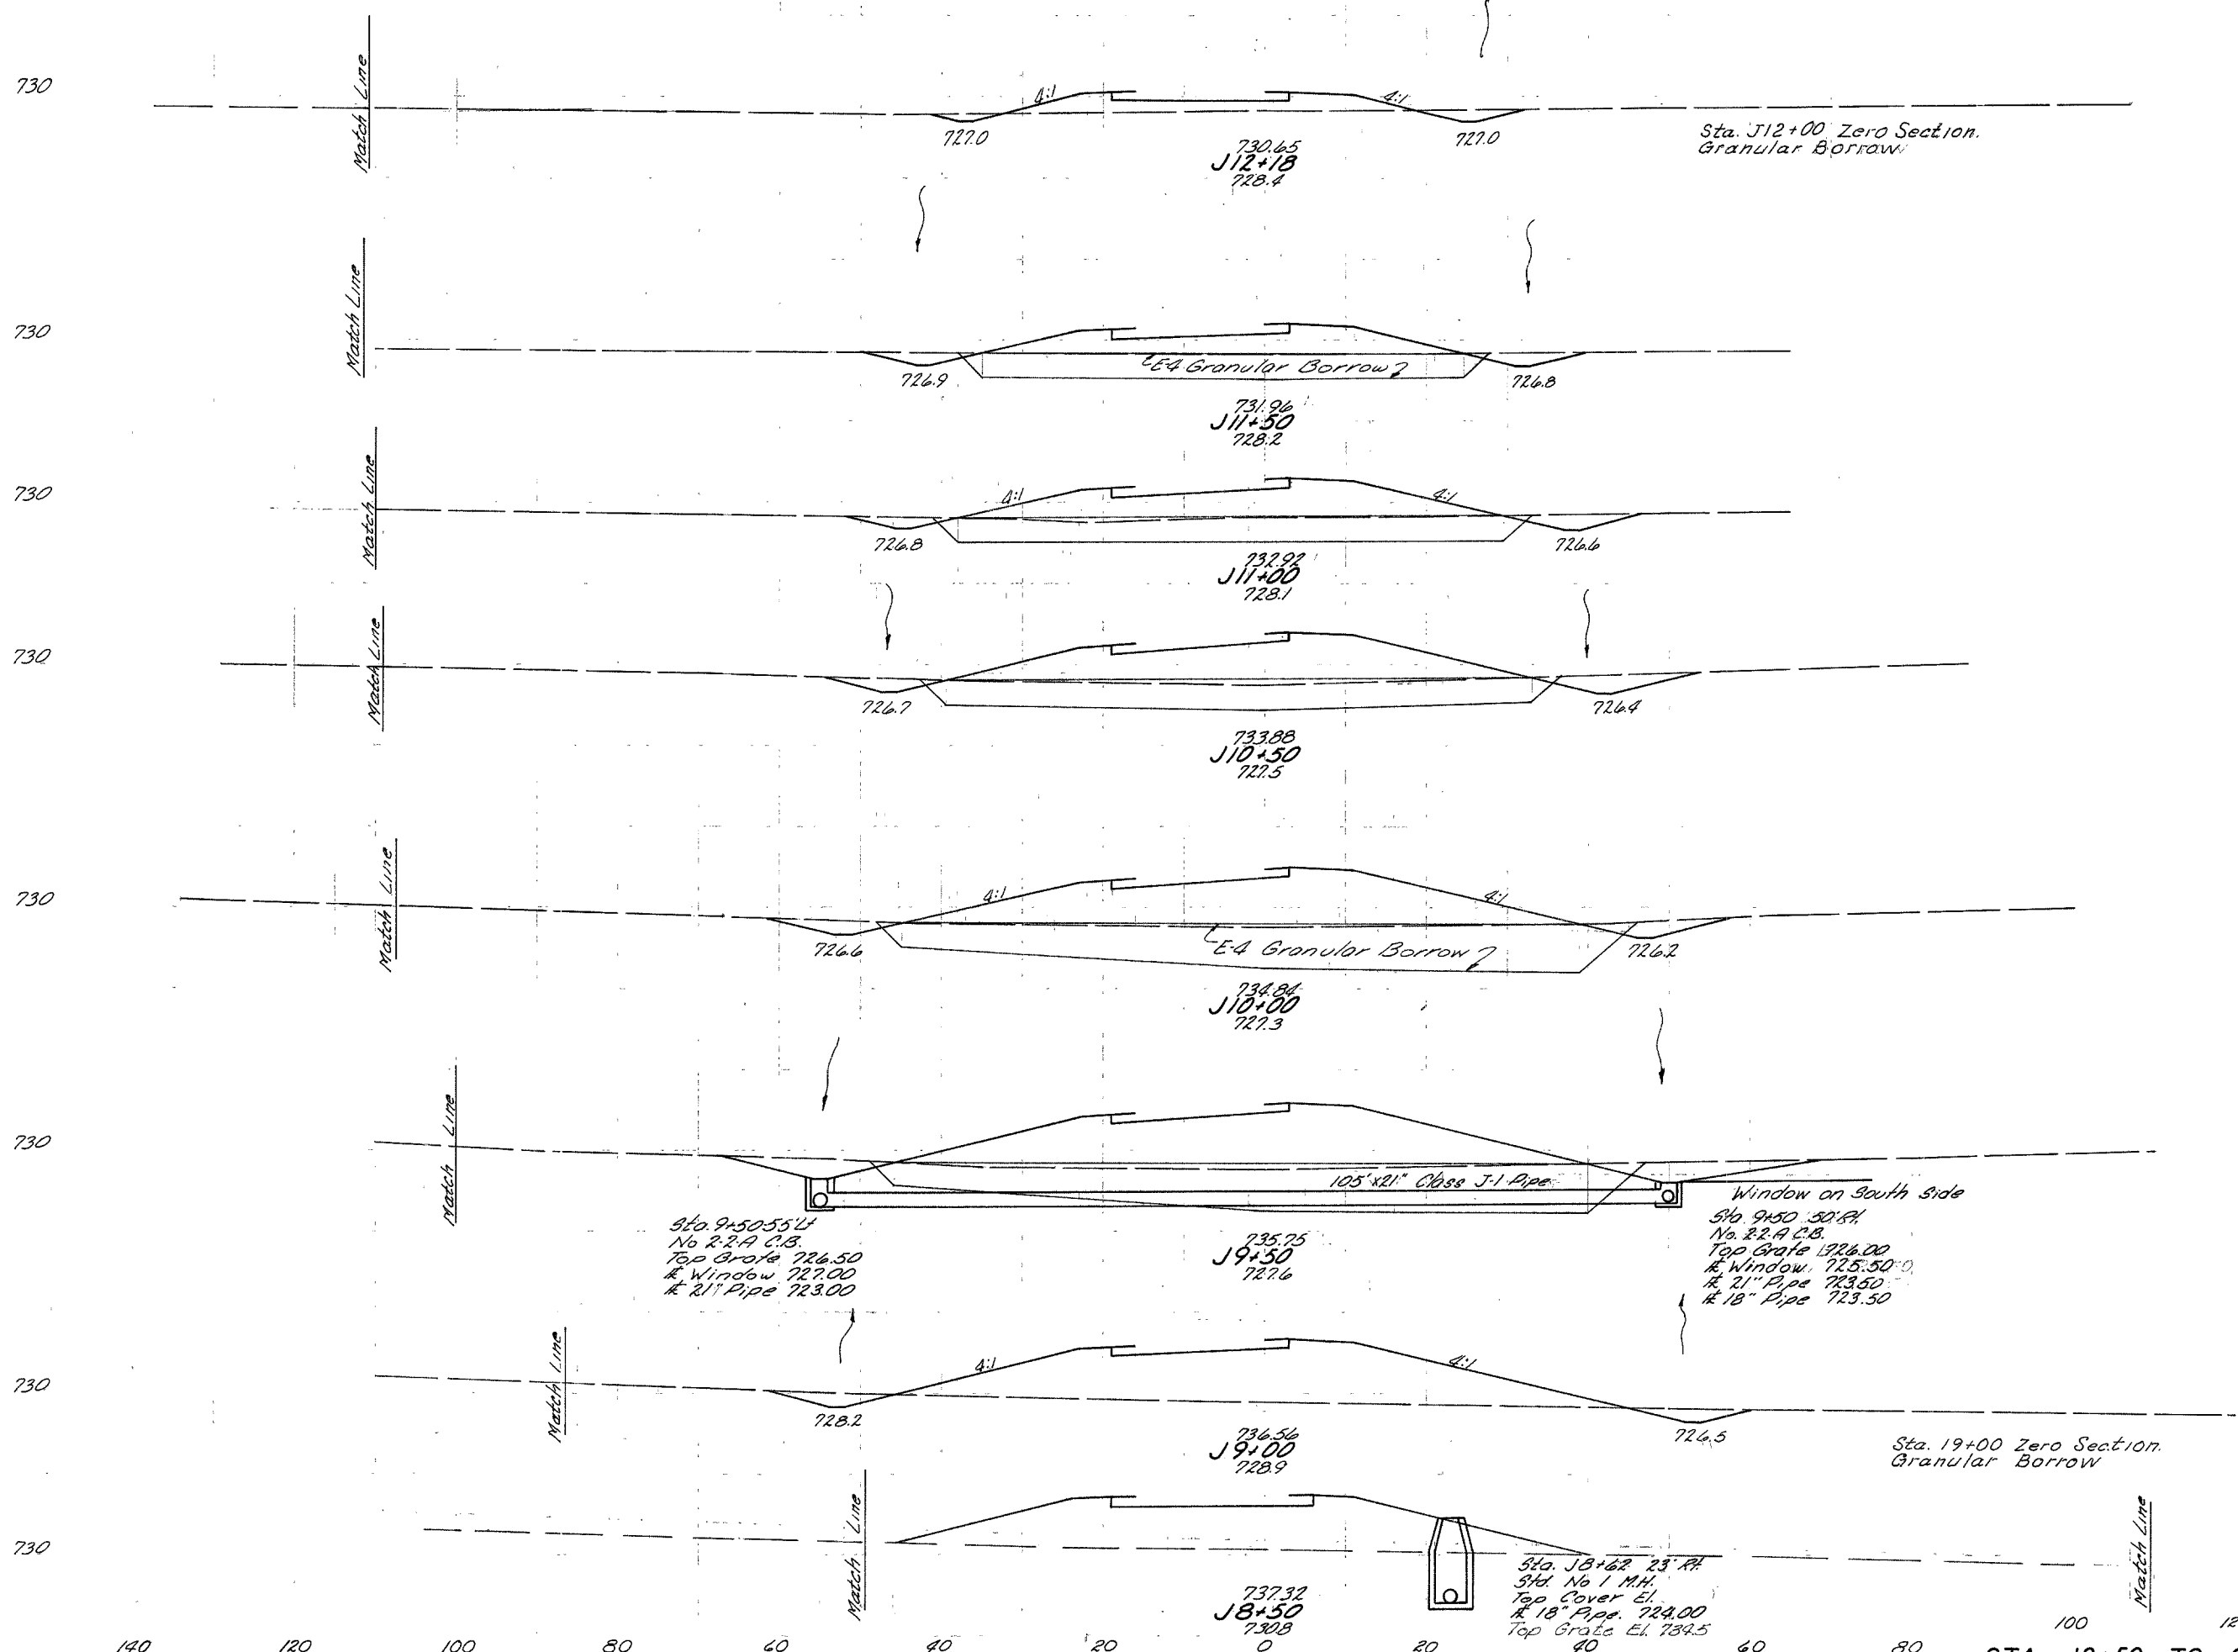 730
Match Line
4:1
4:1
727.0
727.0
730.65
J12+18
728.4
Sta. J12+00 Zero Section.
Granular Borrow
730
Match Line
E-4 Granular Borrow
726.9
726.8
731.96
J11+50
728.2
730
Match Line
4:1
4:1
726.8
726.6
732.92
J11+00
728.1
730
Match Line
726.7
726.4
733.88
J10+50
727.5
730
Match Line
4:1
4:1
E-4 Granular Borrow
726.6
726.2
734.84
J10+00
727.3
730
Match Line
105'x21" Class J-1 Pipe
Window on South Side
Sta. 9+50 55' Lt
No 2-2-A C.B.
Top Grate 726.50
Window 727.00
21" Pipe 723.00
735.75
J9+50
727.6
Sta. 9+50 50' Rt.
No. 2-2-A C.B.
Top Grate 726.00
Window 725.50
21" Pipe 723.50
18" Pipe 723.50
730
Match Line
4:1
4:1
728.2
726.5
736.56
J9+00
728.9
Sta. 19+00 Zero Section.
Granular Borrow
730
Match Line
Match Line
737.32
J8+50
730.8
Sta. J8+62 23' Rt.
Std. No 1 M.H.
Top Cover El.
18" Pipe. 724.00
Top Grate El. 734.5
100
140 120 100 80 60 40 20 0 20 40 60 80